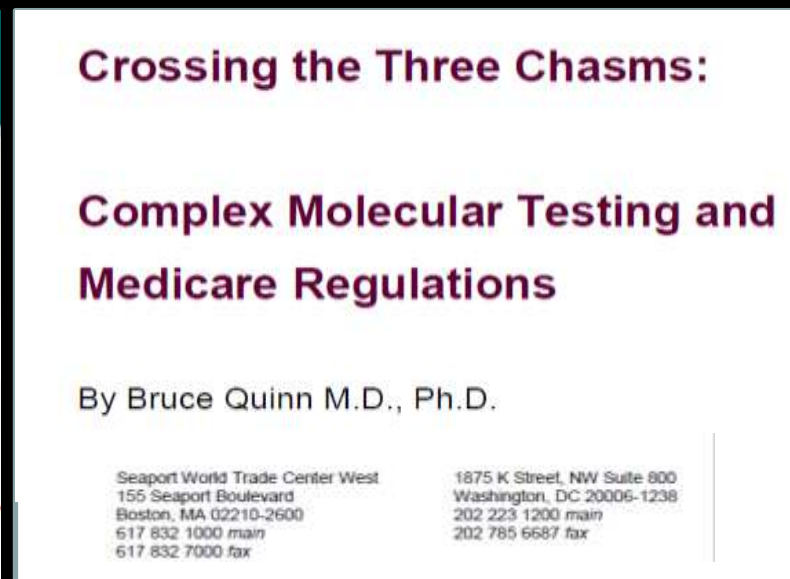 Crossing the Three Chasms:
Complex Molecular Testing and
Medicare Regulations
By Bruce Quinn M.D., Ph.D.
Seaport World Trade Center West
155 Seaport Boulevard
Boston, MA 02210-2600
617 832 1000 main
617 832 7000 fax
1875 K Street, NW Suite 800
Washington, DC 20006-1238
202 223 1200 main
202 785 6687 fax